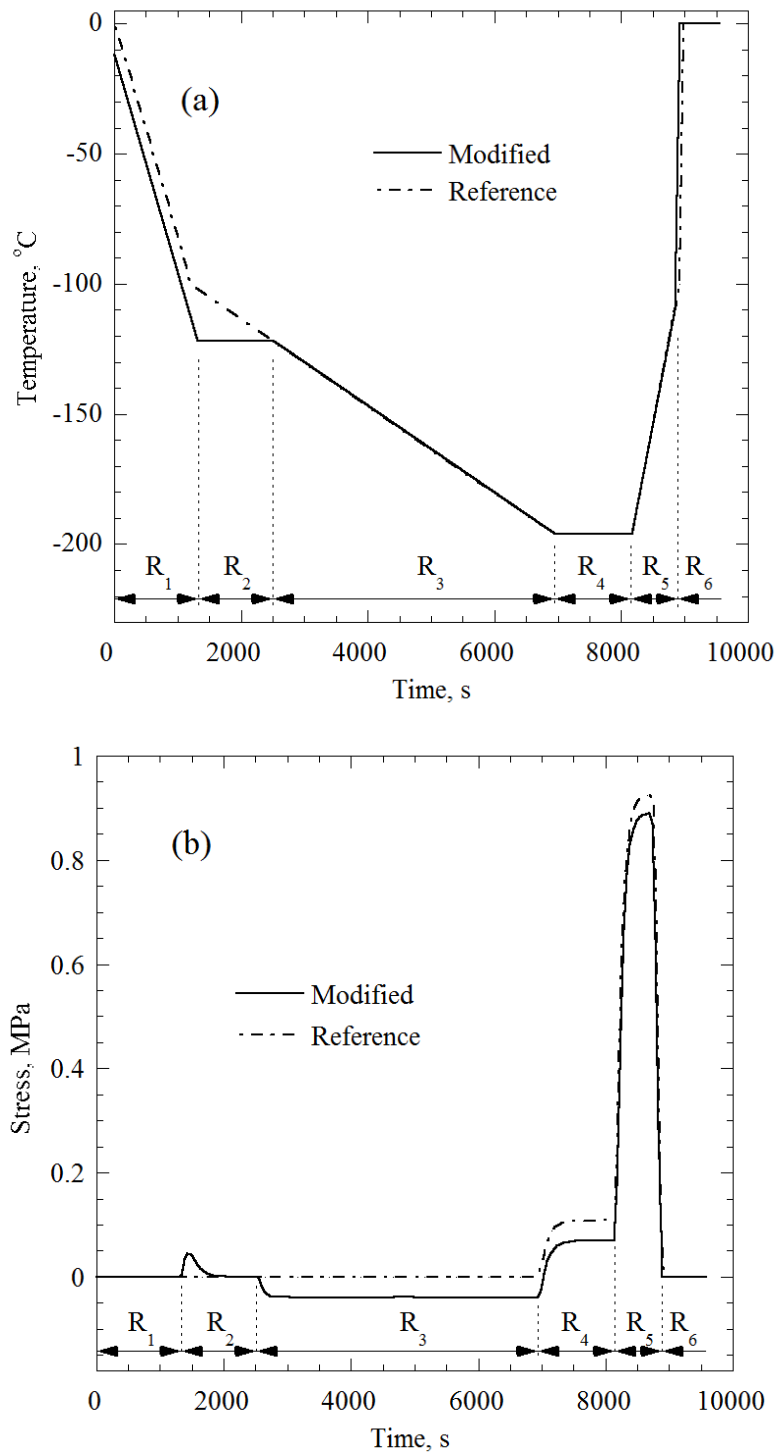 0
-50
-100
-150
-200
Temperature, °C
(a)
Modified
Reference
R1 R2 R3 R4 R5 R6
0 2000 4000 6000 8000 10000
Time, s
1
0.8
0.6
0.4
0.2
0
Stress, MPa
(b)
Modified
Reference
R1 R2 R3 R4 R5 R6
0 2000 4000 6000 8000 10000
Time, s